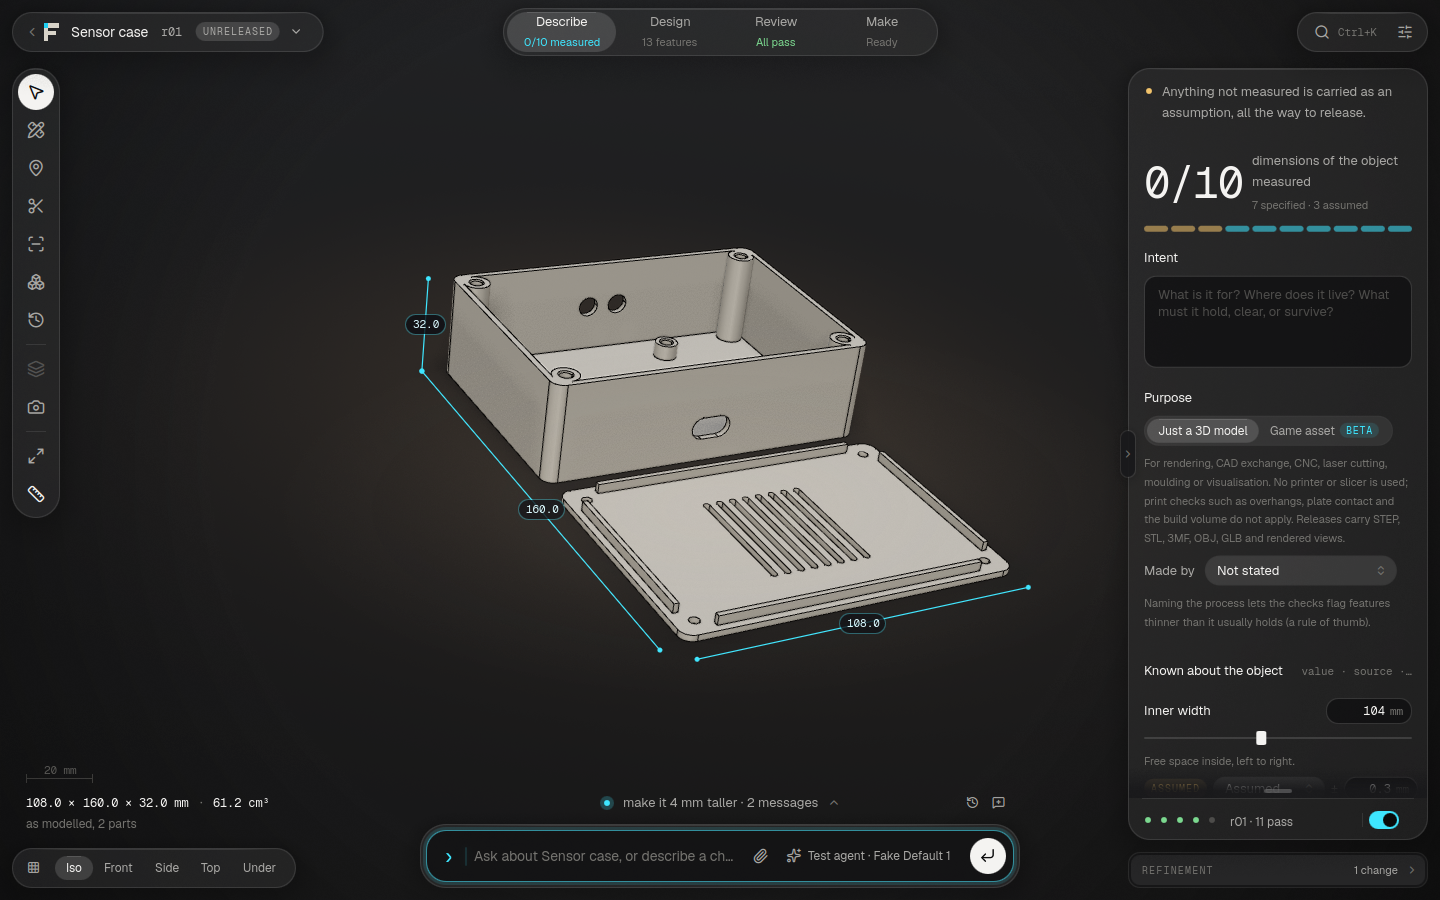 Sensor case r01 UNRELEASED
Describe
0/10 measured
Design
13 features
Review
All pass
Make
Ready
Ctrl+K
Anything not measured is carried as an
assumption, all the way to release.
0/10
dimensions of the object
measured
7 specified · 3 assumed
Intent
What is it for? Where does it live? What
must it hold, clear, or survive?
Purpose
Just a 3D model
Game asset BETA
For rendering, CAD exchange, CNC, laser cutting,
moulding or visualisation. No printer or slicer is used;
print checks such as overhangs, plate contact and
the build volume do not apply. Releases carry STEP,
STL, 3MF, OBJ, GLB and rendered views.
Made by Not stated
Naming the process lets the checks flag features
thinner than it usually holds (a rule of thumb).
Known about the object value · source ·…
Inner width 104 mm
Free space inside, left to right.
ASSUMED Assumed 0.3 mm
r01 · 11 pass
REFINEMENT 1 change
32.0
160.0
108.0
20 mm
108.0 × 160.0 × 32.0 mm · 61.2 cm³
as modelled, 2 parts
Iso Front Side Top Under
make it 4 mm taller · 2 messages
Ask about Sensor case, or describe a ch…
Test agent · Fake Default 1